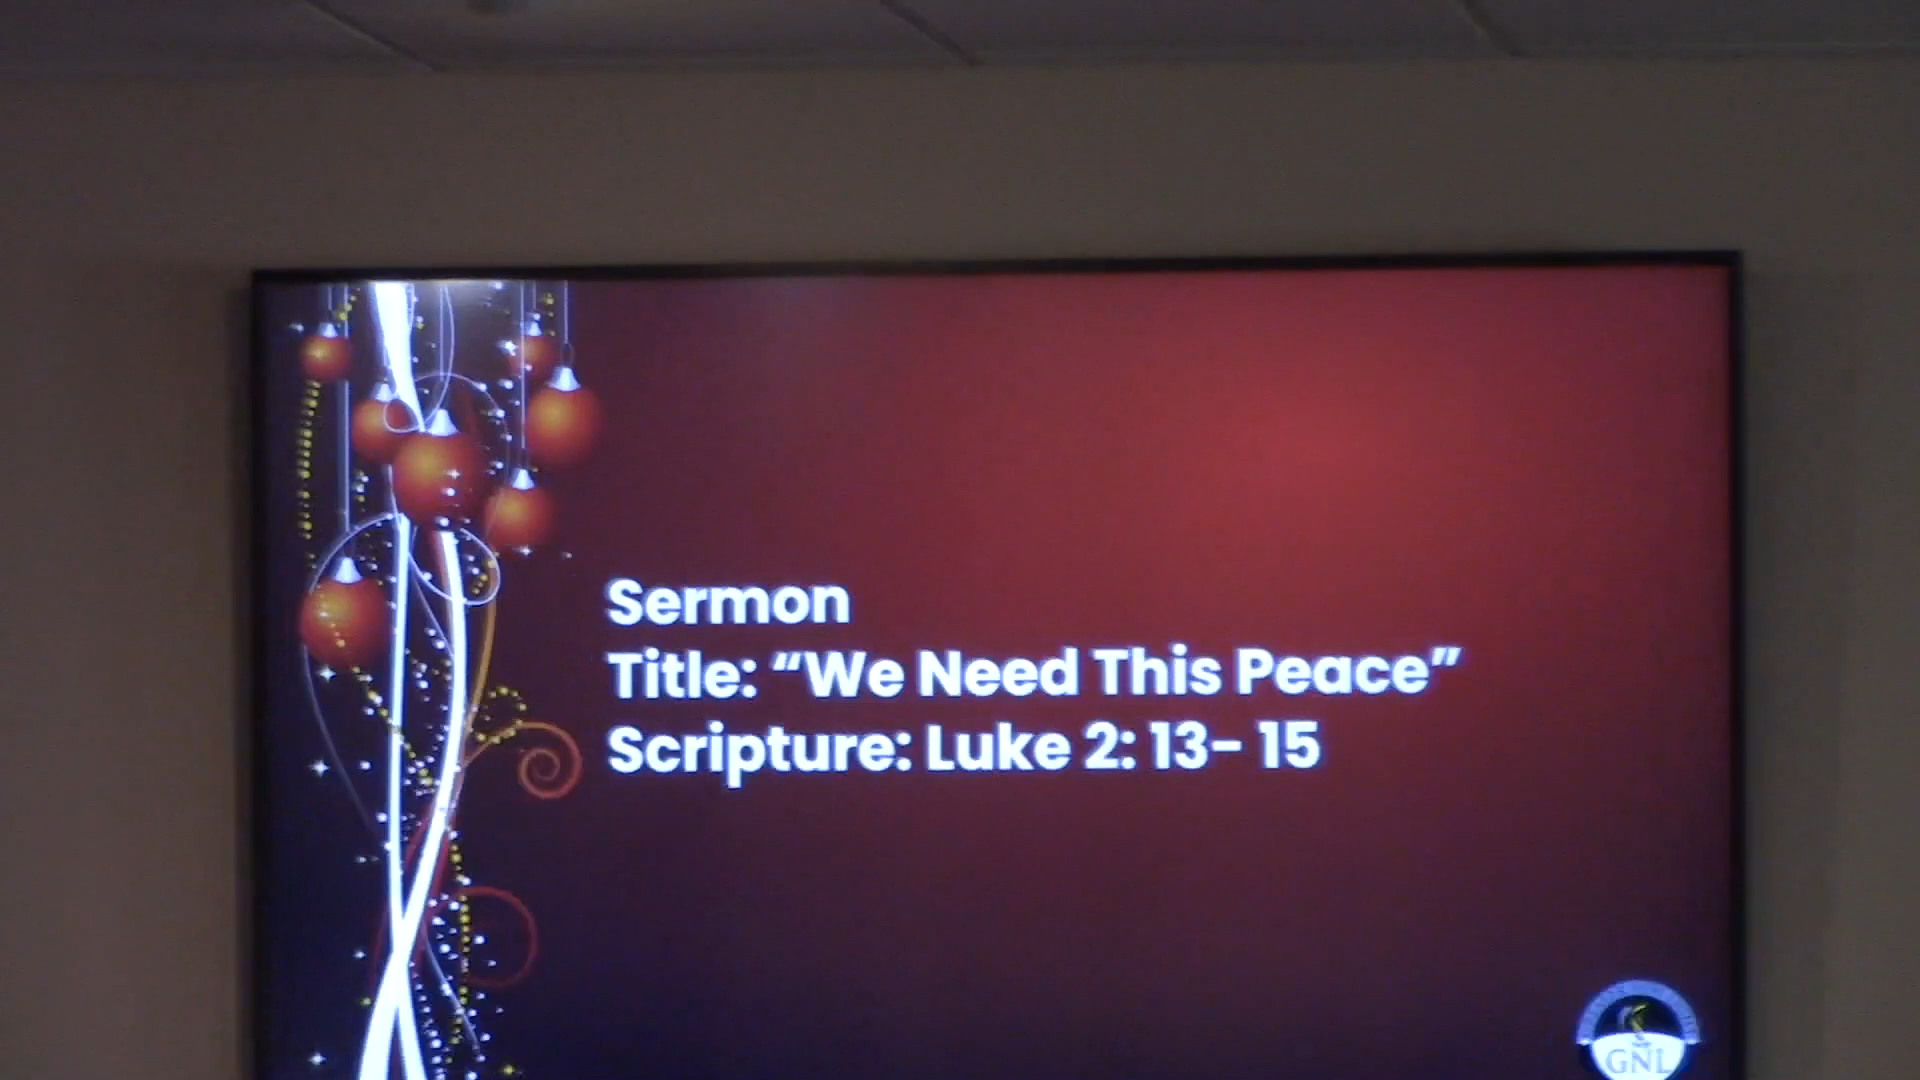 Sermon
Title: “We Need This Peace”
Scripture: Luke 2: 13- 15
GNL